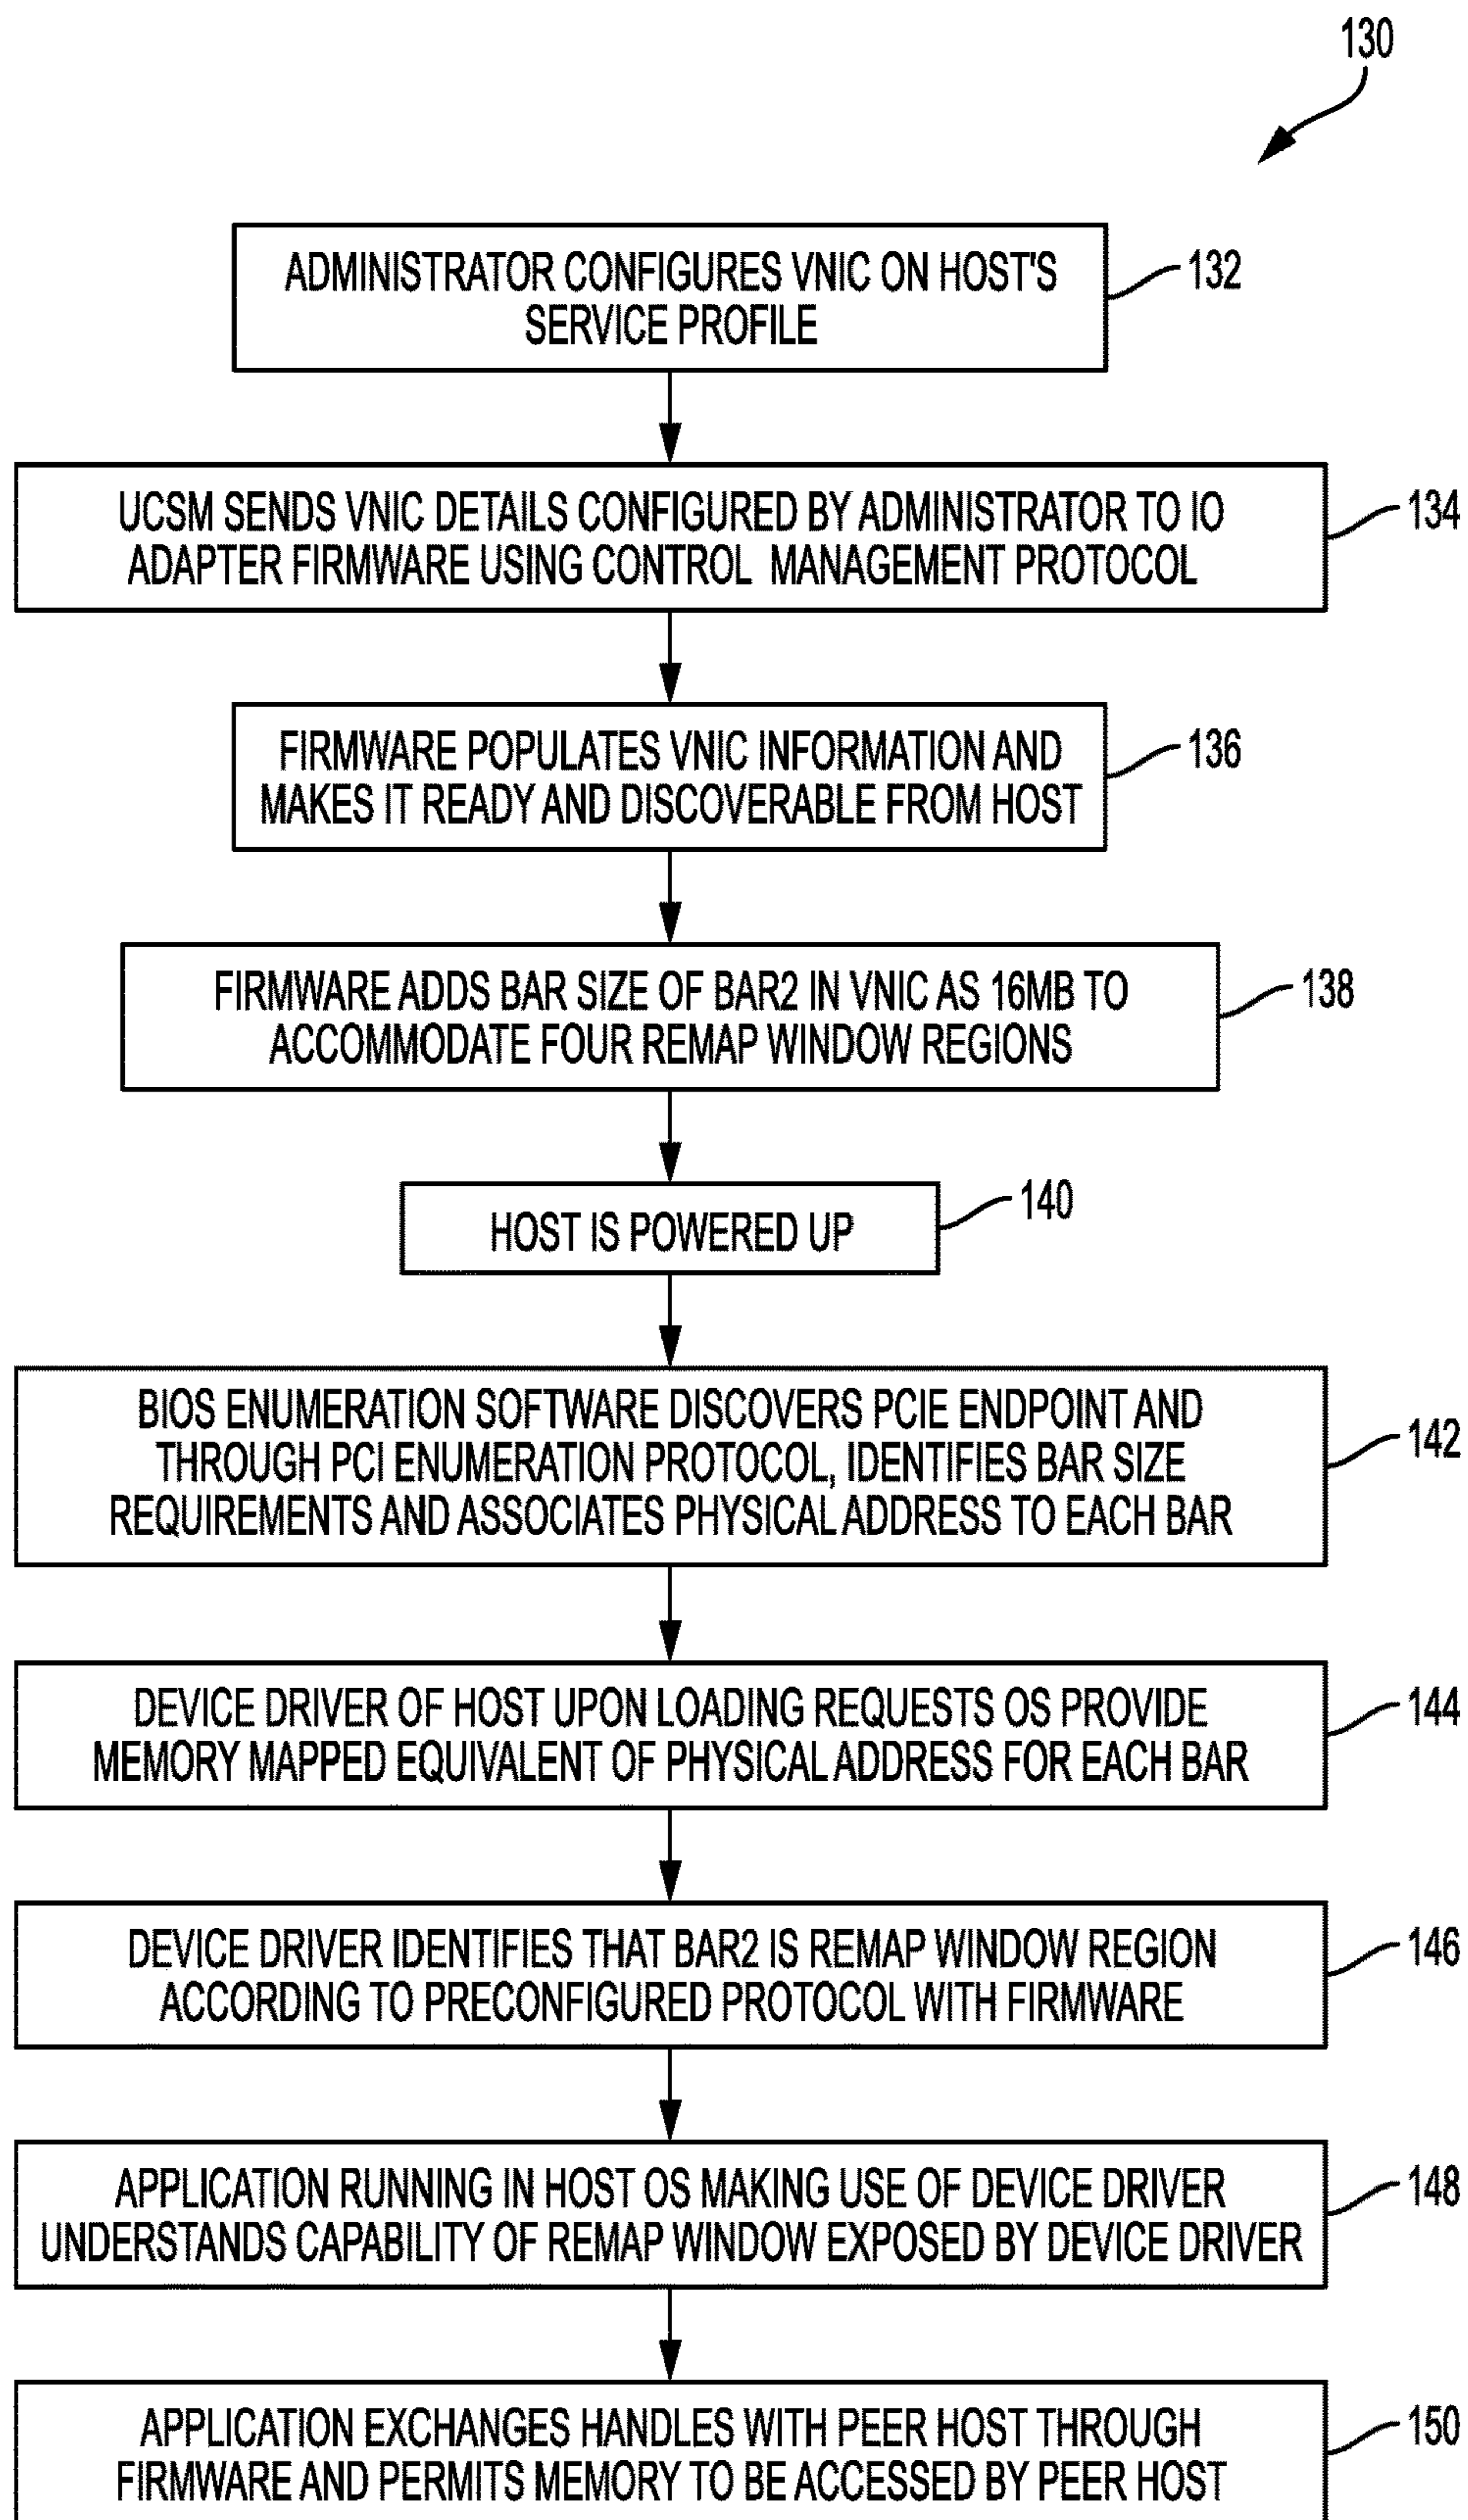 130
ADMINISTRATOR CONFIGURES VNIC ON HOST'S
SERVICE PROFILE
132
UCSM SENDS VNIC DETAILS CONFIGURED BY ADMINISTRATOR TO IO
ADAPTER FIRMWARE USING CONTROL MANAGEMENT PROTOCOL
134
FIRMWARE POPULATES VNIC INFORMATION AND
MAKES IT READY AND DISCOVERABLE FROM HOST
136
FIRMWARE ADDS BAR SIZE OF BAR2 IN VNIC AS 16MB TO
ACCOMMODATE FOUR REMAP WINDOW REGIONS
138
HOST IS POWERED UP
140
BIOS ENUMERATION SOFTWARE DISCOVERS PCIE ENDPOINT AND
THROUGH PCI ENUMERATION PROTOCOL, IDENTIFIES BAR SIZE
REQUIREMENTS AND ASSOCIATES PHYSICAL ADDRESS TO EACH BAR
142
DEVICE DRIVER OF HOST UPON LOADING REQUESTS OS PROVIDE
MEMORY MAPPED EQUIVALENT OF PHYSICAL ADDRESS FOR EACH BAR
144
DEVICE DRIVER IDENTIFIES THAT BAR2 IS REMAP WINDOW REGION
ACCORDING TO PRECONFIGURED PROTOCOL WITH FIRMWARE
146
APPLICATION RUNNING IN HOST OS MAKING USE OF DEVICE DRIVER
UNDERSTANDS CAPABILITY OF REMAP WINDOW EXPOSED BY DEVICE DRIVER
148
APPLICATION EXCHANGES HANDLES WITH PEER HOST THROUGH
FIRMWARE AND PERMITS MEMORY TO BE ACCESSED BY PEER HOST
150